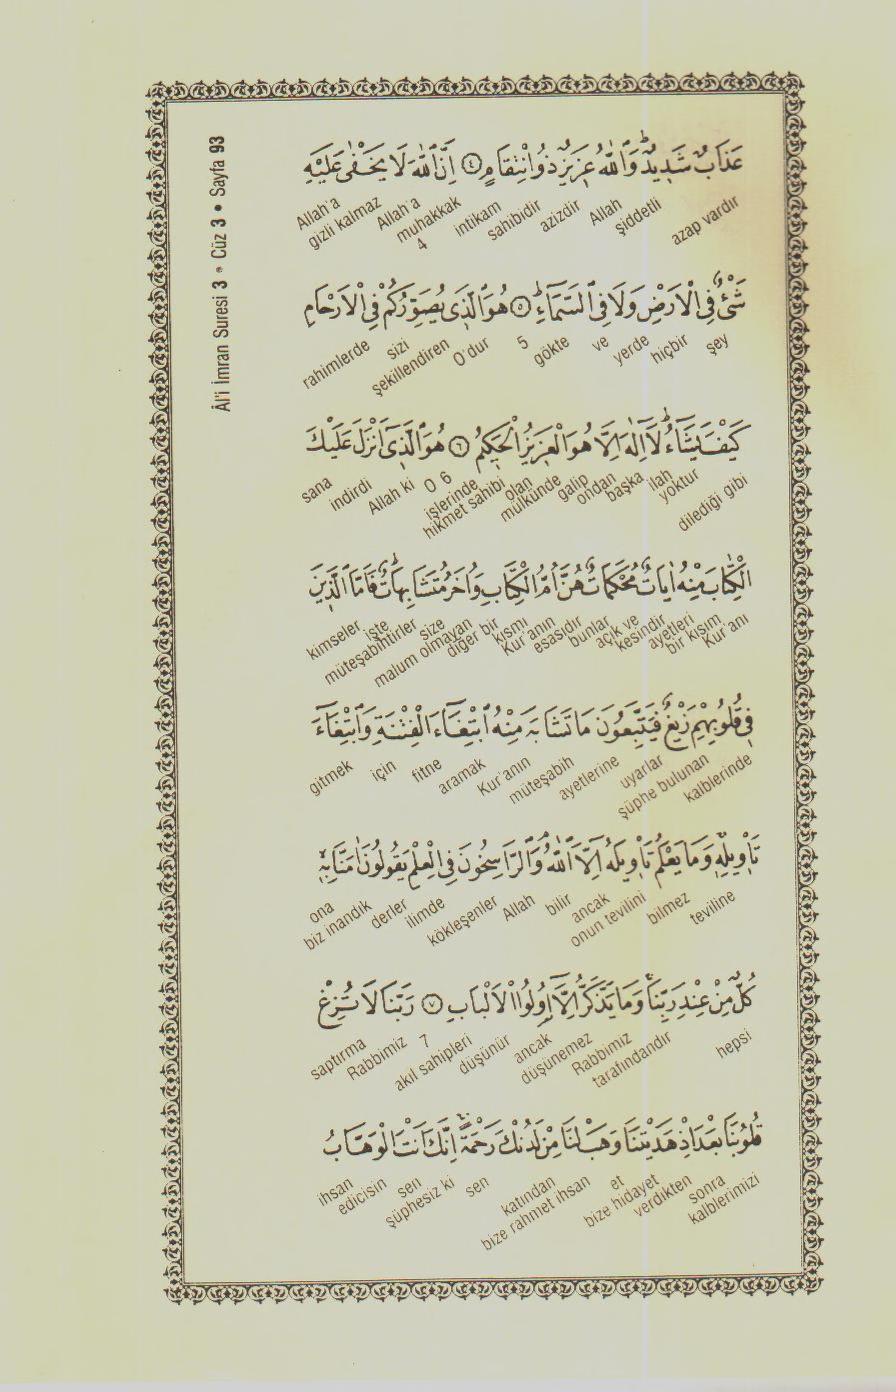 Âl'i İmran Suresi 3 • Cüz 3 • Sayfa 93
عَذَابٌ شَدِيدٌ وَاللّٰهُ عَزِيزٌ ذُو انْتِقَامٍ ﴿٤﴾ اِنَّ اللّٰهَ لَا يَخْفٰى عَلَيْهِ
azap vardır şiddetli Allah azizdir sahibidir intikam 4 muhakkak Allah'a gizli kalmaz Allah'a
شَيْءٌ فِي الْاَرْضِ وَلَا فِي السَّمَاءِ ﴿٥﴾ هُوَ الَّذِي يُصَوِّرُكُمْ فِي الْاَرْحَامِ
şey hiçbir yerde ve gökte 5 O'dur şekillendiren sizi rahimlerde
كَيْفَ يَشَاءُ لَا اِلٰهَ اِلَّا هُوَ الْعَزِيزُ الْحَكِيمُ ﴿٦﴾ هُوَ الَّذِي اَنْزَلَ عَلَيْكَ
dilediği gibi yoktur ilah başka ondan galip mülkünde olan hikmet sahibi işlerinde 6 O Allah ki indirdi sana
الْكِتَابَ مِنْهُ اٰيَاتٌ مُحْكَمَاتٌ هُنَّ اُمُّ الْكِتَابِ وَاُخَرُ مُتَشَابِهَاتٌ فَاَمَّا الَّذِينَ
Kur'anı bir kısım ayetleri kesindir açık ve bunlar esasıdır Kur'anın kısmı diğer bir malum olmayan size müteşabihtirler işte kimseler
فِي قُلُوبِهِمْ زَيْغٌ فَيَتَّبِعُونَ مَا تَشَابَهَ مِنْهُ ابْتِغَاءَ الْفِتْنَةِ وَابْتِغَاءَ
kalblerinde şüphe bulunan uyarlar ayetlerine müteşabih Kur'anın aramak fitne için gitmek
تَأْوِيلِهِ وَمَا يَعْلَمُ تَأْوِيلَهُ اِلَّا اللّٰهُ وَالرَّاسِخُونَ فِي الْعِلْمِ يَقُولُونَ اٰمَنَّا بِهِ
teviline bilmez onun tevilini ancak bilir Allah kökleşenler ilimde derler biz inandık ona
كُلٌّ مِنْ عِنْدِ رَبِّنَا وَمَا يَذَّكَّرُ اِلَّا اُولُوا الْاَلْبَابِ ﴿٧﴾ رَبَّنَا لَا تُزِغْ
hepsi tarafındandır Rabbimiz düşünemez ancak düşünür akıl sahipleri 7 Rabbimiz saptırma
قُلُوبَنَا بَعْدَ اِذْ هَدَيْتَنَا وَهَبْ لَنَا مِنْ لَدُنْكَ رَحْمَةً اِنَّكَ اَنْتَ الْوَهَّابُ
kalblerimizi sonra verdikten bize hidayet et bize rahmet ihsan katından sen şüphesiz ki sen edicisin ihsan